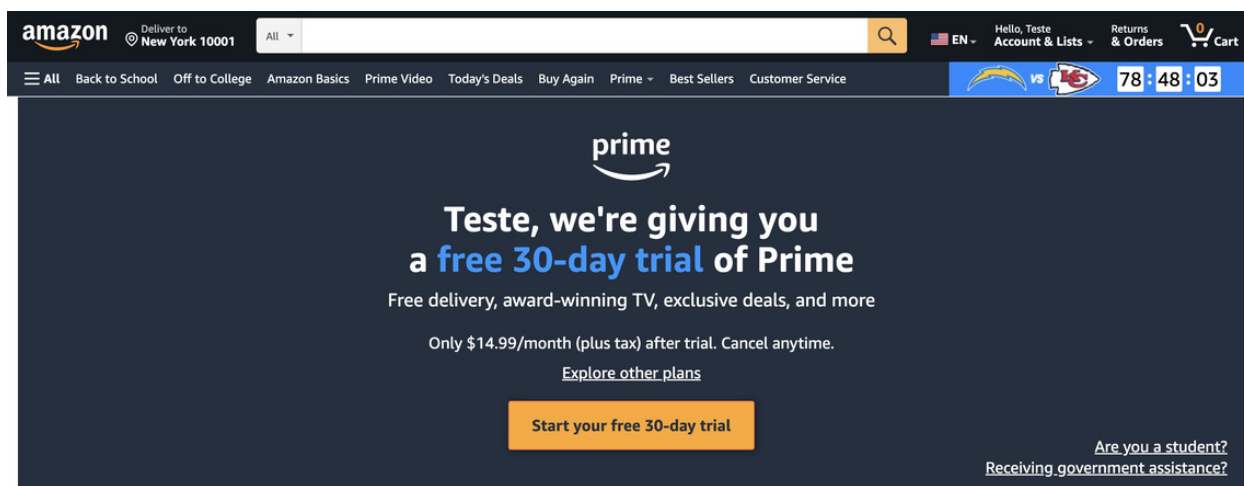 amazon
Deliver to
New York 10001
All
EN
Hello, Teste
Account & Lists
Returns
& Orders
0
Cart
All
Back to School
Off to College
Amazon Basics
Prime Video
Today's Deals
Buy Again
Prime
Best Sellers
Customer Service
VS
KC
78 : 48 : 03
prime
Teste, we're giving you
a free 30-day trial of Prime
Free delivery, award-winning TV, exclusive deals, and more
Only $14.99/month (plus tax) after trial. Cancel anytime.
Explore other plans
Start your free 30-day trial
Are you a student?
Receiving government assistance?